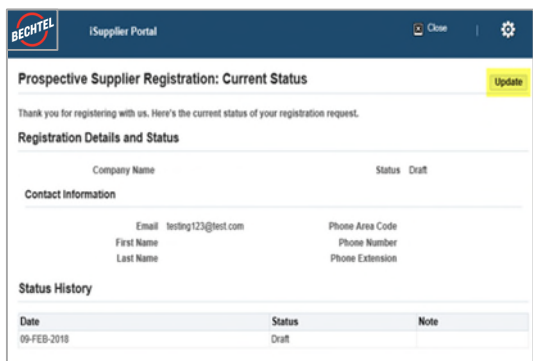 BECHTEL
iSupplier Portal
Close
Prospective Supplier Registration: Current Status
Update
Thank you for registering with us. Here's the current status of your registration request.
Registration Details and Status
Company Name
Status Draft
Contact Information
Email testing123@test.com
Phone Area Code
First Name
Phone Number
Last Name
Phone Extension
Status History
Date Status Note
09-FEB-2018 Draft